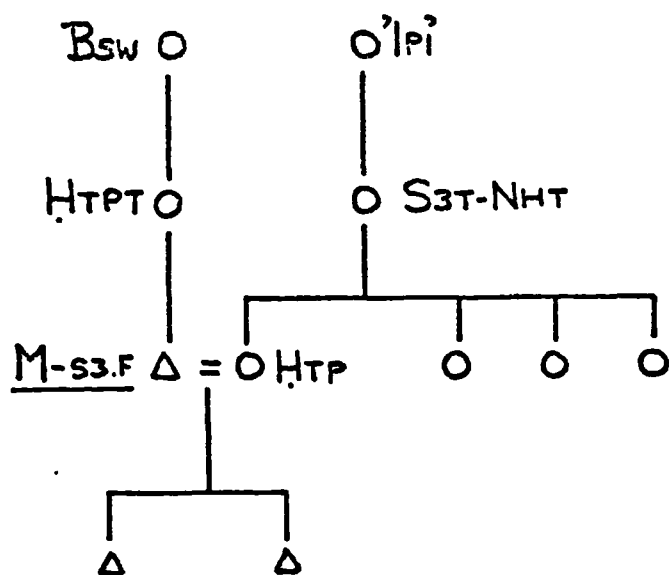 Bsw 'Ipi'
Ḥtpt S3t-Nht
M-s3.f = Ḥtp